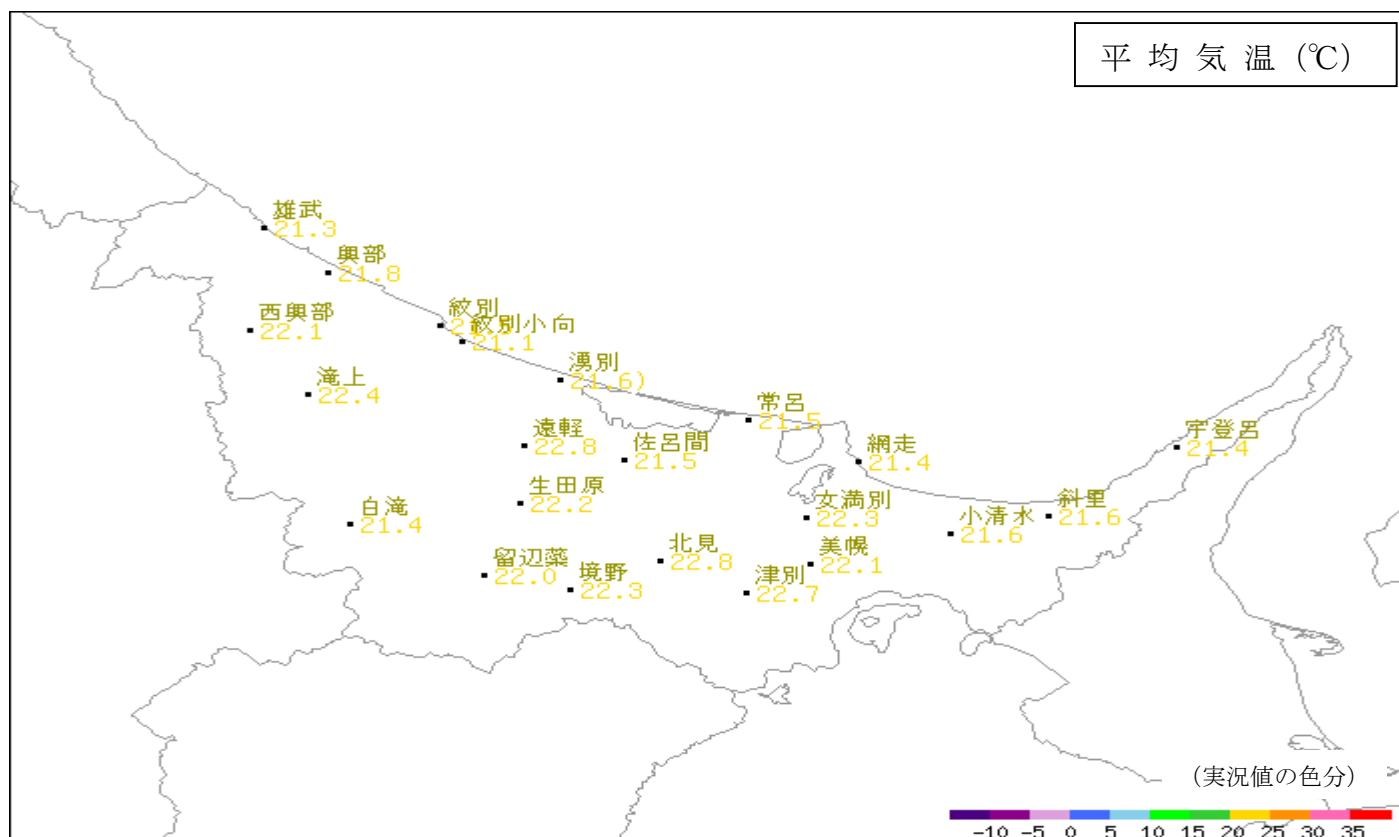 平均気温(℃)
雄武
21.3
興部
21.8
西興部
22.1
紋別
紋別小向
21.1
滝上
22.4
湧別
21.6)
常呂
21.5
遠軽
22.8
佐呂間
21.5
網走
21.4
宇登呂
21.4
生田原
22.2
白滝
21.4
女満別
22.3
斜里
21.6
小清水
21.6
北見
22.8
美幌
22.1
留辺蘂
22.0
境野
22.3
津別
22.7
(実況値の色分)
-10 -5 0 5 10 15 20 25 30 35